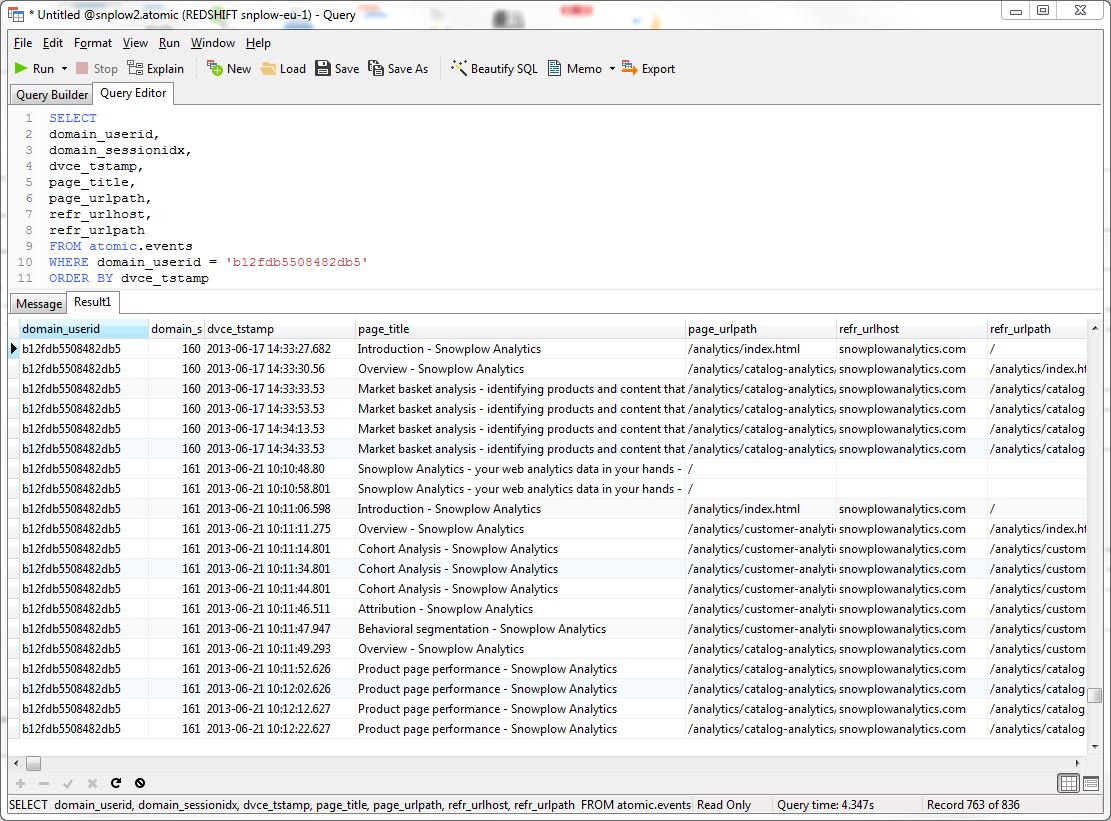 * Untitled @snplow2.atomic (REDSHIFT snplow-eu-1) - Query
File Edit Format View Run Window Help
Run Stop Explain New Load Save Save As Beautify SQL Memo Export
Query Builder Query Editor
1 SELECT
2 domain_userid,
3 domain_sessionidx,
4 dvce_tstamp,
5 page_title,
6 page_urlpath,
7 refr_urlhost,
8 refr_urlpath
9 FROM atomic.events
10 WHERE domain_userid = 'b12fdb5508482db5'
11 ORDER BY dvce_tstamp
Message Result1
domain_userid domain_s dvce_tstamp page_title page_urlpath refr_urlhost refr_urlpath
b12fdb5508482db5 160 2013-06-17 14:33:27.682 Introduction - Snowplow Analytics /analytics/index.html snowplowanalytics.com /
b12fdb5508482db5 160 2013-06-17 14:33:30.56 Overview - Snowplow Analytics /analytics/catalog-analytics/ snowplowanalytics.com /analytics/index.ht
b12fdb5508482db5 160 2013-06-17 14:33:33.53 Market basket analysis - identifying products and content that /analytics/catalog-analytics/ snowplowanalytics.com /analytics/catalog
b12fdb5508482db5 160 2013-06-17 14:33:53.53 Market basket analysis - identifying products and content that /analytics/catalog-analytics/ snowplowanalytics.com /analytics/catalog
b12fdb5508482db5 160 2013-06-17 14:34:13.53 Market basket analysis - identifying products and content that /analytics/catalog-analytics/ snowplowanalytics.com /analytics/catalog
b12fdb5508482db5 160 2013-06-17 14:34:33.53 Market basket analysis - identifying products and content that /analytics/catalog-analytics/ snowplowanalytics.com /analytics/catalog
b12fdb5508482db5 161 2013-06-21 10:10:48.80 Snowplow Analytics - your web analytics data in your hands - /
b12fdb5508482db5 161 2013-06-21 10:10:58.801 Snowplow Analytics - your web analytics data in your hands - /
b12fdb5508482db5 161 2013-06-21 10:11:06.598 Introduction - Snowplow Analytics /analytics/index.html snowplowanalytics.com /
b12fdb5508482db5 161 2013-06-21 10:11:11.275 Overview - Snowplow Analytics /analytics/customer-analyti snowplowanalytics.com /analytics/index.ht
b12fdb5508482db5 161 2013-06-21 10:11:14.801 Cohort Analysis - Snowplow Analytics /analytics/customer-analyti snowplowanalytics.com /analytics/custom
b12fdb5508482db5 161 2013-06-21 10:11:34.801 Cohort Analysis - Snowplow Analytics /analytics/customer-analyti snowplowanalytics.com /analytics/custom
b12fdb5508482db5 161 2013-06-21 10:11:44.801 Cohort Analysis - Snowplow Analytics /analytics/customer-analyti snowplowanalytics.com /analytics/custom
b12fdb5508482db5 161 2013-06-21 10:11:46.511 Attribution - Snowplow Analytics /analytics/customer-analyti snowplowanalytics.com /analytics/custom
b12fdb5508482db5 161 2013-06-21 10:11:47.947 Behavioral segmentation - Snowplow Analytics /analytics/customer-analyti snowplowanalytics.com /analytics/custom
b12fdb5508482db5 161 2013-06-21 10:11:49.293 Overview - Snowplow Analytics /analytics/catalog-analytics/ snowplowanalytics.com /analytics/custom
b12fdb5508482db5 161 2013-06-21 10:11:52.626 Product page performance - Snowplow Analytics /analytics/catalog-analytics/ snowplowanalytics.com /analytics/catalog
b12fdb5508482db5 161 2013-06-21 10:12:02.626 Product page performance - Snowplow Analytics /analytics/catalog-analytics/ snowplowanalytics.com /analytics/catalog
b12fdb5508482db5 161 2013-06-21 10:12:12.627 Product page performance - Snowplow Analytics /analytics/catalog-analytics/ snowplowanalytics.com /analytics/catalog
b12fdb5508482db5 161 2013-06-21 10:12:22.627 Product page performance - Snowplow Analytics /analytics/catalog-analytics/ snowplowanalytics.com /analytics/catalog
SELECT domain_userid, domain_sessionidx, dvce_tstamp, page_title, page_urlpath, refr_urlhost, refr_urlpath FROM atomic.events Read Only Query time: 4.347s Record 763 of 836